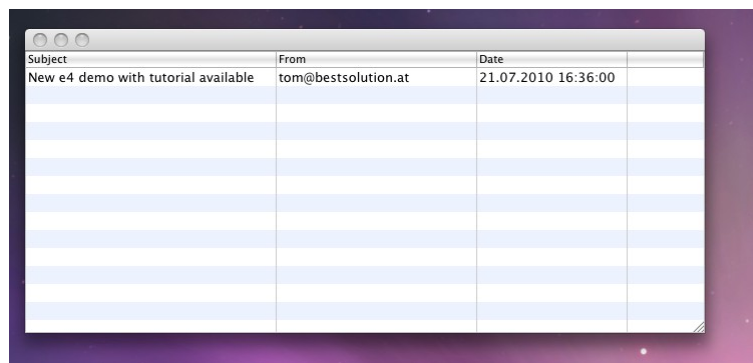 Subject From Date
New e4 demo with tutorial available tom@bestsolution.at 21.07.2010 16:36:00